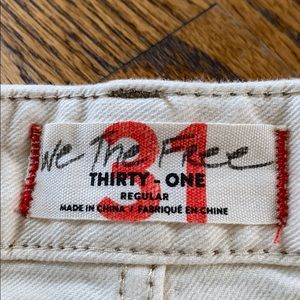 We The Free
31
THIRTY - ONE
REGULAR
MADE IN CHINA / FABRIQUÉ EN CHINE